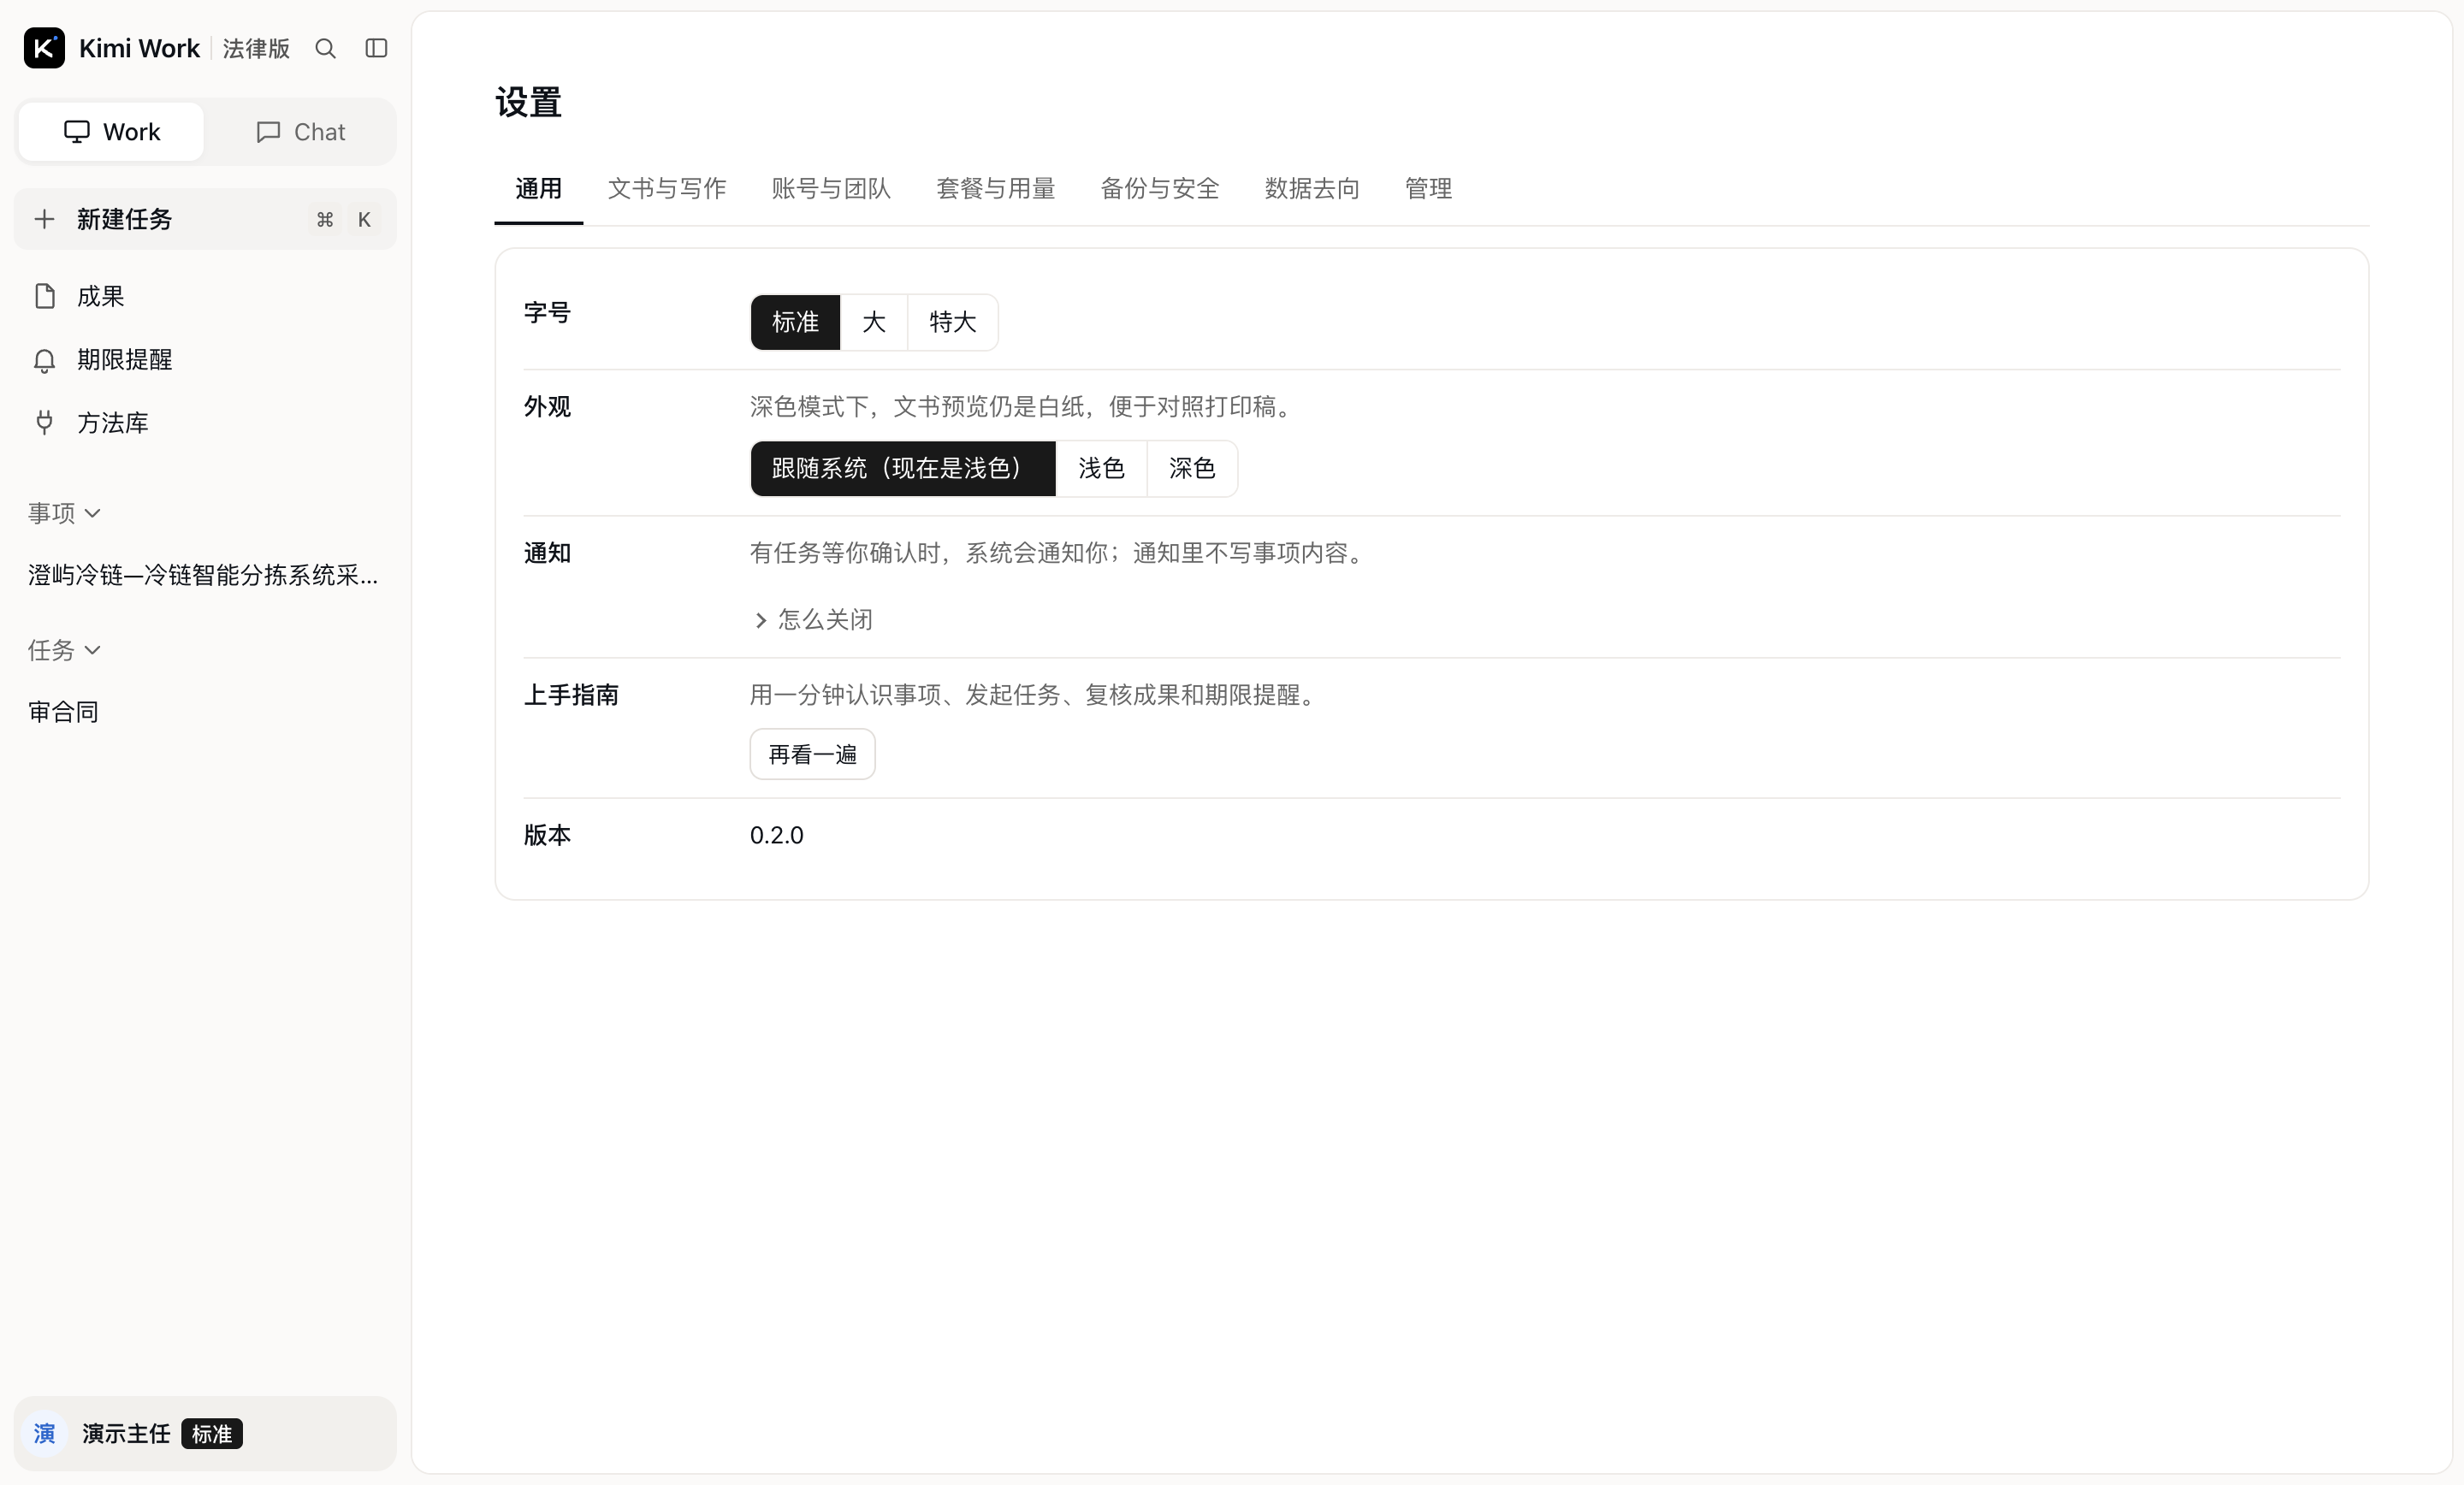 Kimi Work 法律版
Work Chat
新建任务 ⌘ K
成果
期限提醒
方法库
事项
澄屿冷链—冷链智能分拣系统采...
任务
审合同
演 演示主任 标准
设置
通用 文书与写作 账号与团队 套餐与用量 备份与安全 数据去向 管理
字号 标准 大 特大
外观 深色模式下，文书预览仍是白纸，便于对照打印稿。
跟随系统（现在是浅色） 浅色 深色
通知 有任务等你确认时，系统会通知你；通知里不写事项内容。
怎么关闭
上手指南 用一分钟认识事项、发起任务、复核成果和期限提醒。
再看一遍
版本 0.2.0